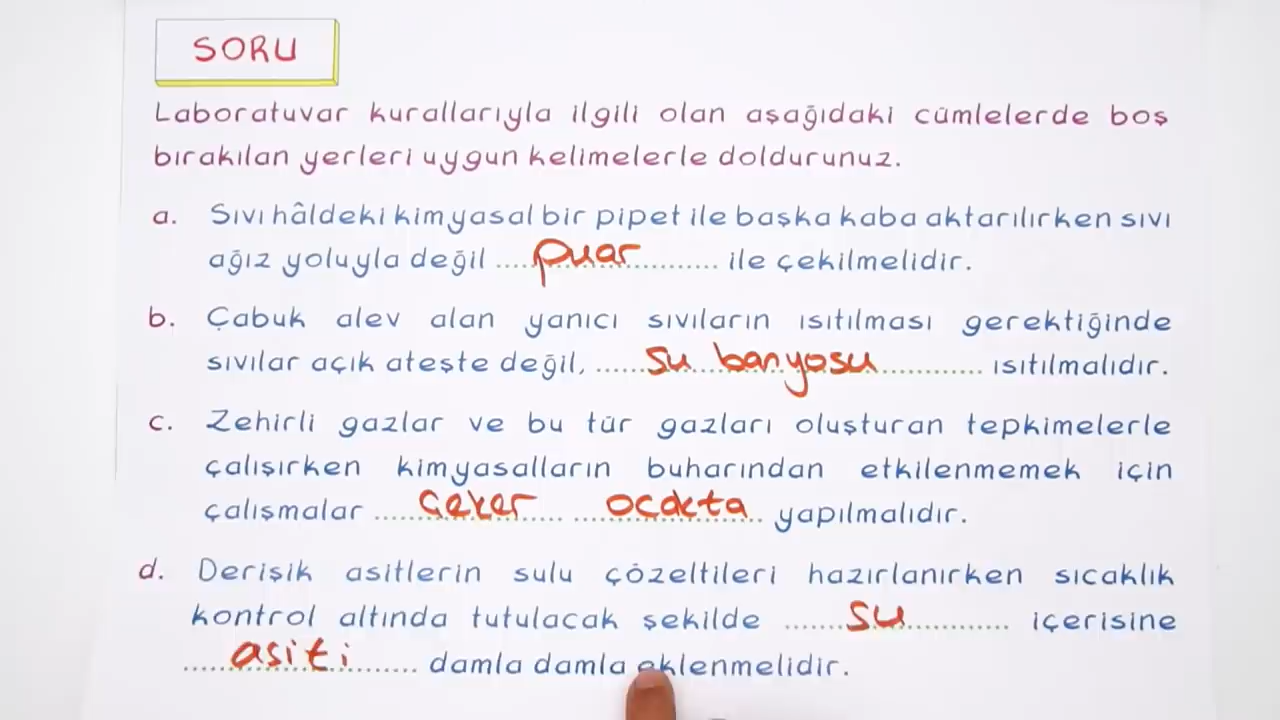 SORU
Laboratuvar kurallarıyla ilgili olan aşağıdaki cümlelerde boş
bırakılan yerleri uygun kelimelerle doldurunuz.
a. Sıvı hâldeki kimyasal bir pipet ile başka kaba aktarılırken sıvı
ağız yoluyla değil ....puar.......... ile çekilmelidir.
b. Çabuk alev alan yanıcı sıvıların ısıtılması gerektiğinde
sıvılar açık ateşte değil, ......su banyosu............ ısıtılmalıdır.
c. Zehirli gazlar ve bu tür gazları oluşturan tepkimelerle
çalışırken kimyasalların buharından etkilenmemek için
çalışmalar .....çeker..... ...ocakta.. yapılmalıdır.
d. Derişik asitlerin sulu çözeltileri hazırlanırken sıcaklık
kontrol altında tutulacak şekilde .......su............ içerisine
.....asiti....... damla damla eklenmelidir.